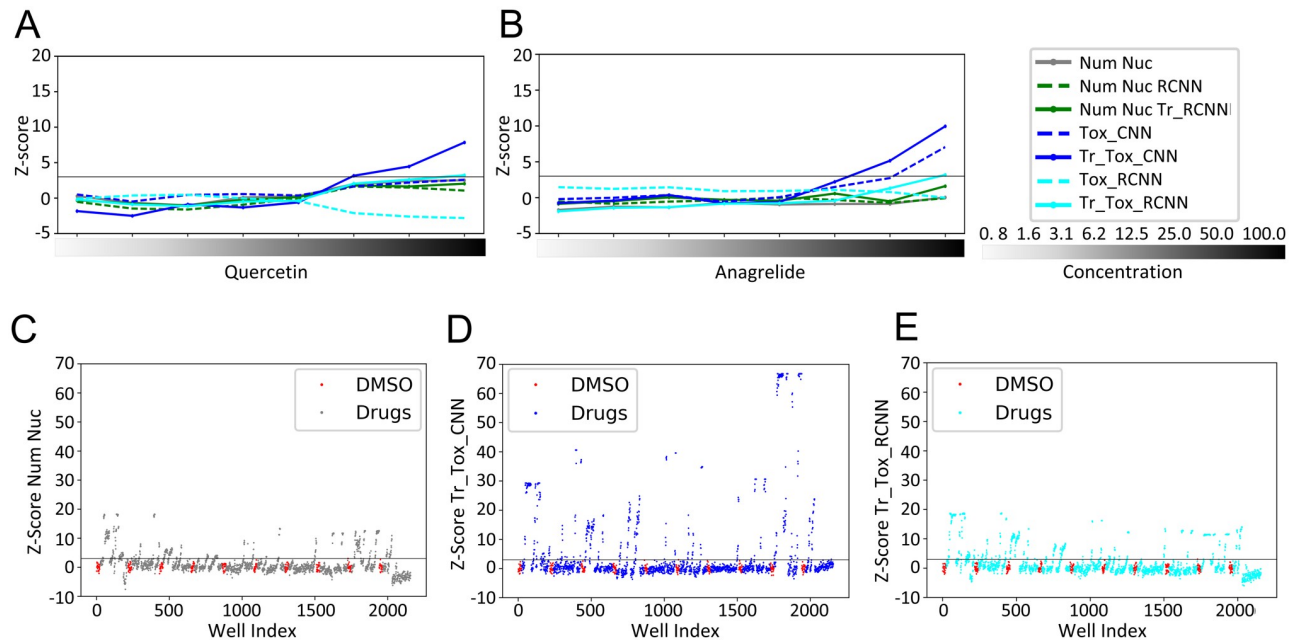 A
B
20
15
10
5
0
-5
Z-score
Quercetin
20
15
10
5
0
-5
Z-score
Anagrelide
Num Nuc
Num Nuc RCNN
Num Nuc Tr_RCNN
Tox_CNN
Tr_Tox_CNN
Tox_RCNN
Tr_Tox_RCNN
0. 8 1.6 3.1 6.2 12.5 25.0 50.0 100.0
Concentration
C
D
E
70
60
50
40
30
20
10
0
-10
Z-Score Num Nuc
DMSO
Drugs
0 500 1000 1500 2000
Well Index
70
60
50
40
30
20
10
0
-10
Z-Score Tr_Tox_CNN
DMSO
Drugs
0 500 1000 1500 2000
Well Index
70
60
50
40
30
20
10
0
-10
Z-Score Tr_Tox_RCNN
DMSO
Drugs
0 500 1000 1500 2000
Well Index